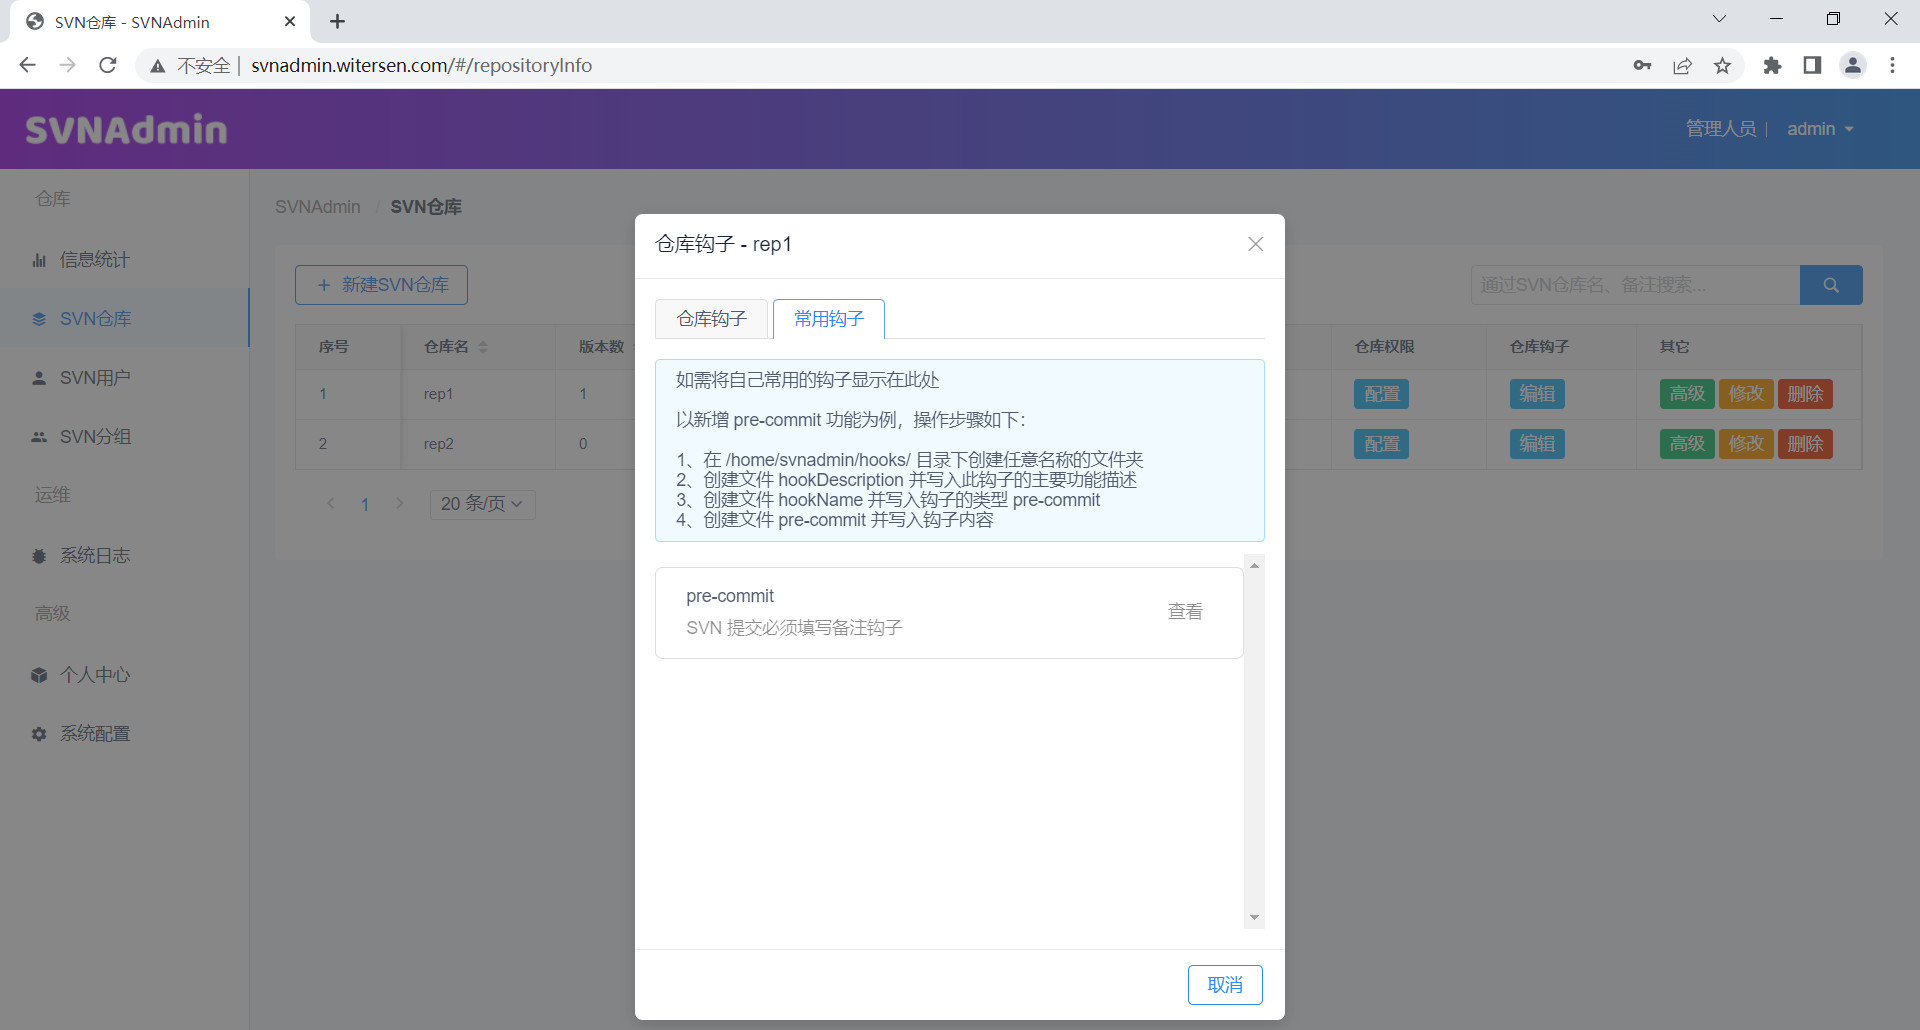 SVN仓库 - SVNAdmin
不安全 | svnadmin.witersen.com/#/repositoryInfo
SVNAdmin
管理人员 | admin
仓库
信息统计
SVN仓库
SVN用户
SVN分组
运维
系统日志
高级
个人中心
系统配置
SVNAdmin / SVN仓库
+ 新建SVN仓库
通过SVN仓库名、备注搜索...
序号 仓库名 版本数 仓库权限 仓库钩子 其它
1 rep1 1 配置 编辑 高级 修改 删除
2 rep2 0 配置 编辑 高级 修改 删除
1 20 条/页
仓库钩子 - rep1
仓库钩子 常用钩子
如需将自己常用的钩子显示在此处
以新增 pre-commit 功能为例，操作步骤如下：
1、在 /home/svnadmin/hooks/ 目录下创建任意名称的文件夹
2、创建文件 hookDescription 并写入此钩子的主要功能描述
3、创建文件 hookName 并写入钩子的类型 pre-commit
4、创建文件 pre-commit 并写入钩子内容
pre-commit
SVN 提交必须填写备注钩子
查看
取消